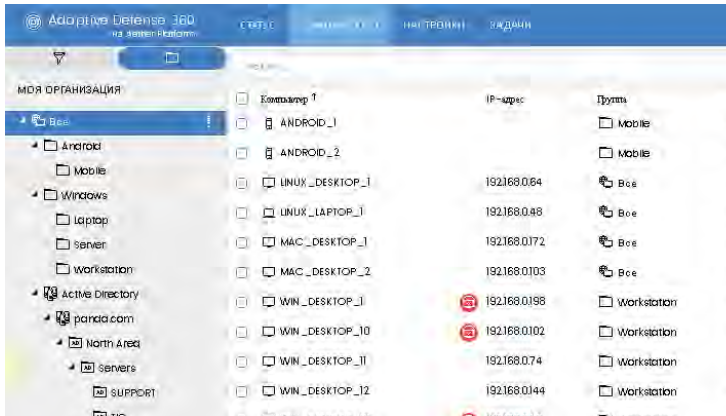 Adaptive Defense 360
на Aether Platform
СТАТУС
НАСТРОЙКИ
ЗАДАЧИ
МОЯ ОРГАНИЗАЦИЯ
Все
Android
Mobile
Windows
Laptop
Server
Workstation
Active Directory
panda.com
North Area
Servers
SUPPORT
Компьютер ↑ IP-адрес Группа
ANDROID_1 Mobile
ANDROID_2 Mobile
LINUX_DESKTOP_1 192.168.0.64 Все
LINUX_LAPTOP_1 192.168.0.48 Все
MAC_DESKTOP_1 192.168.0.172 Все
MAC_DESKTOP_2 192.168.0.103 Все
WIN_DESKTOP_1 192.168.0.198 Workstation
WIN_DESKTOP_10 192.168.0.102 Workstation
WIN_DESKTOP_11 192.168.0.74 Workstation
WIN_DESKTOP_12 192.168.0.144 Workstation